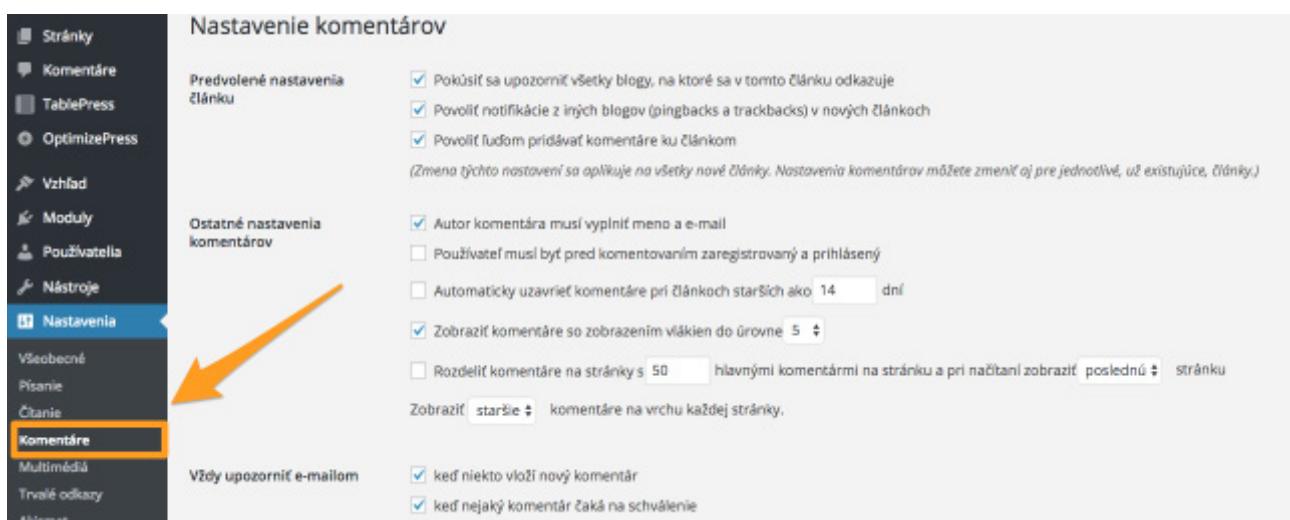 Stránky
Komentáre
TablePress
OptimizePress
Vzhľad
Moduly
Používatelia
Nástroje
Nastavenia
Všeobecné
Písanie
Čítanie
Komentáre
Multimédiá
Trvalé odkazy
Akismet
Nastavenie komentárov
Predvolené nastavenia
článku
Pokúsiť sa upozorniť všetky blogy, na ktoré sa v tomto článku odkazuje
Povoliť notifikácie z iných blogov (pingbacks a trackbacks) v nových článkoch
Povoliť ľuďom pridávať komentáre ku článkom
(Zmena týchto nastavení sa aplikuje na všetky nové články. Nastavenia komentárov môžete zmeniť aj pre jednotlivé, už existujúce, články.)
Ostatné nastavenia
komentárov
Autor komentára musí vyplniť meno a e-mail
Používateľ musí byť pred komentovaním zaregistrovaný a prihlásený
Automaticky uzavrieť komentáre pri článkoch starších ako 14 dní
Zobraziť komentáre so zobrazením vlákien do úrovne 5
Rozdeliť komentáre na stránky s 50 hlavnými komentármi na stránku a pri načítaní zobraziť poslednú stránku
Zobraziť staršie komentáre na vrchu každej stránky.
Vždy upozorniť e-mailom
keď niekto vloží nový komentár
keď nejaký komentár čaká na schválenie